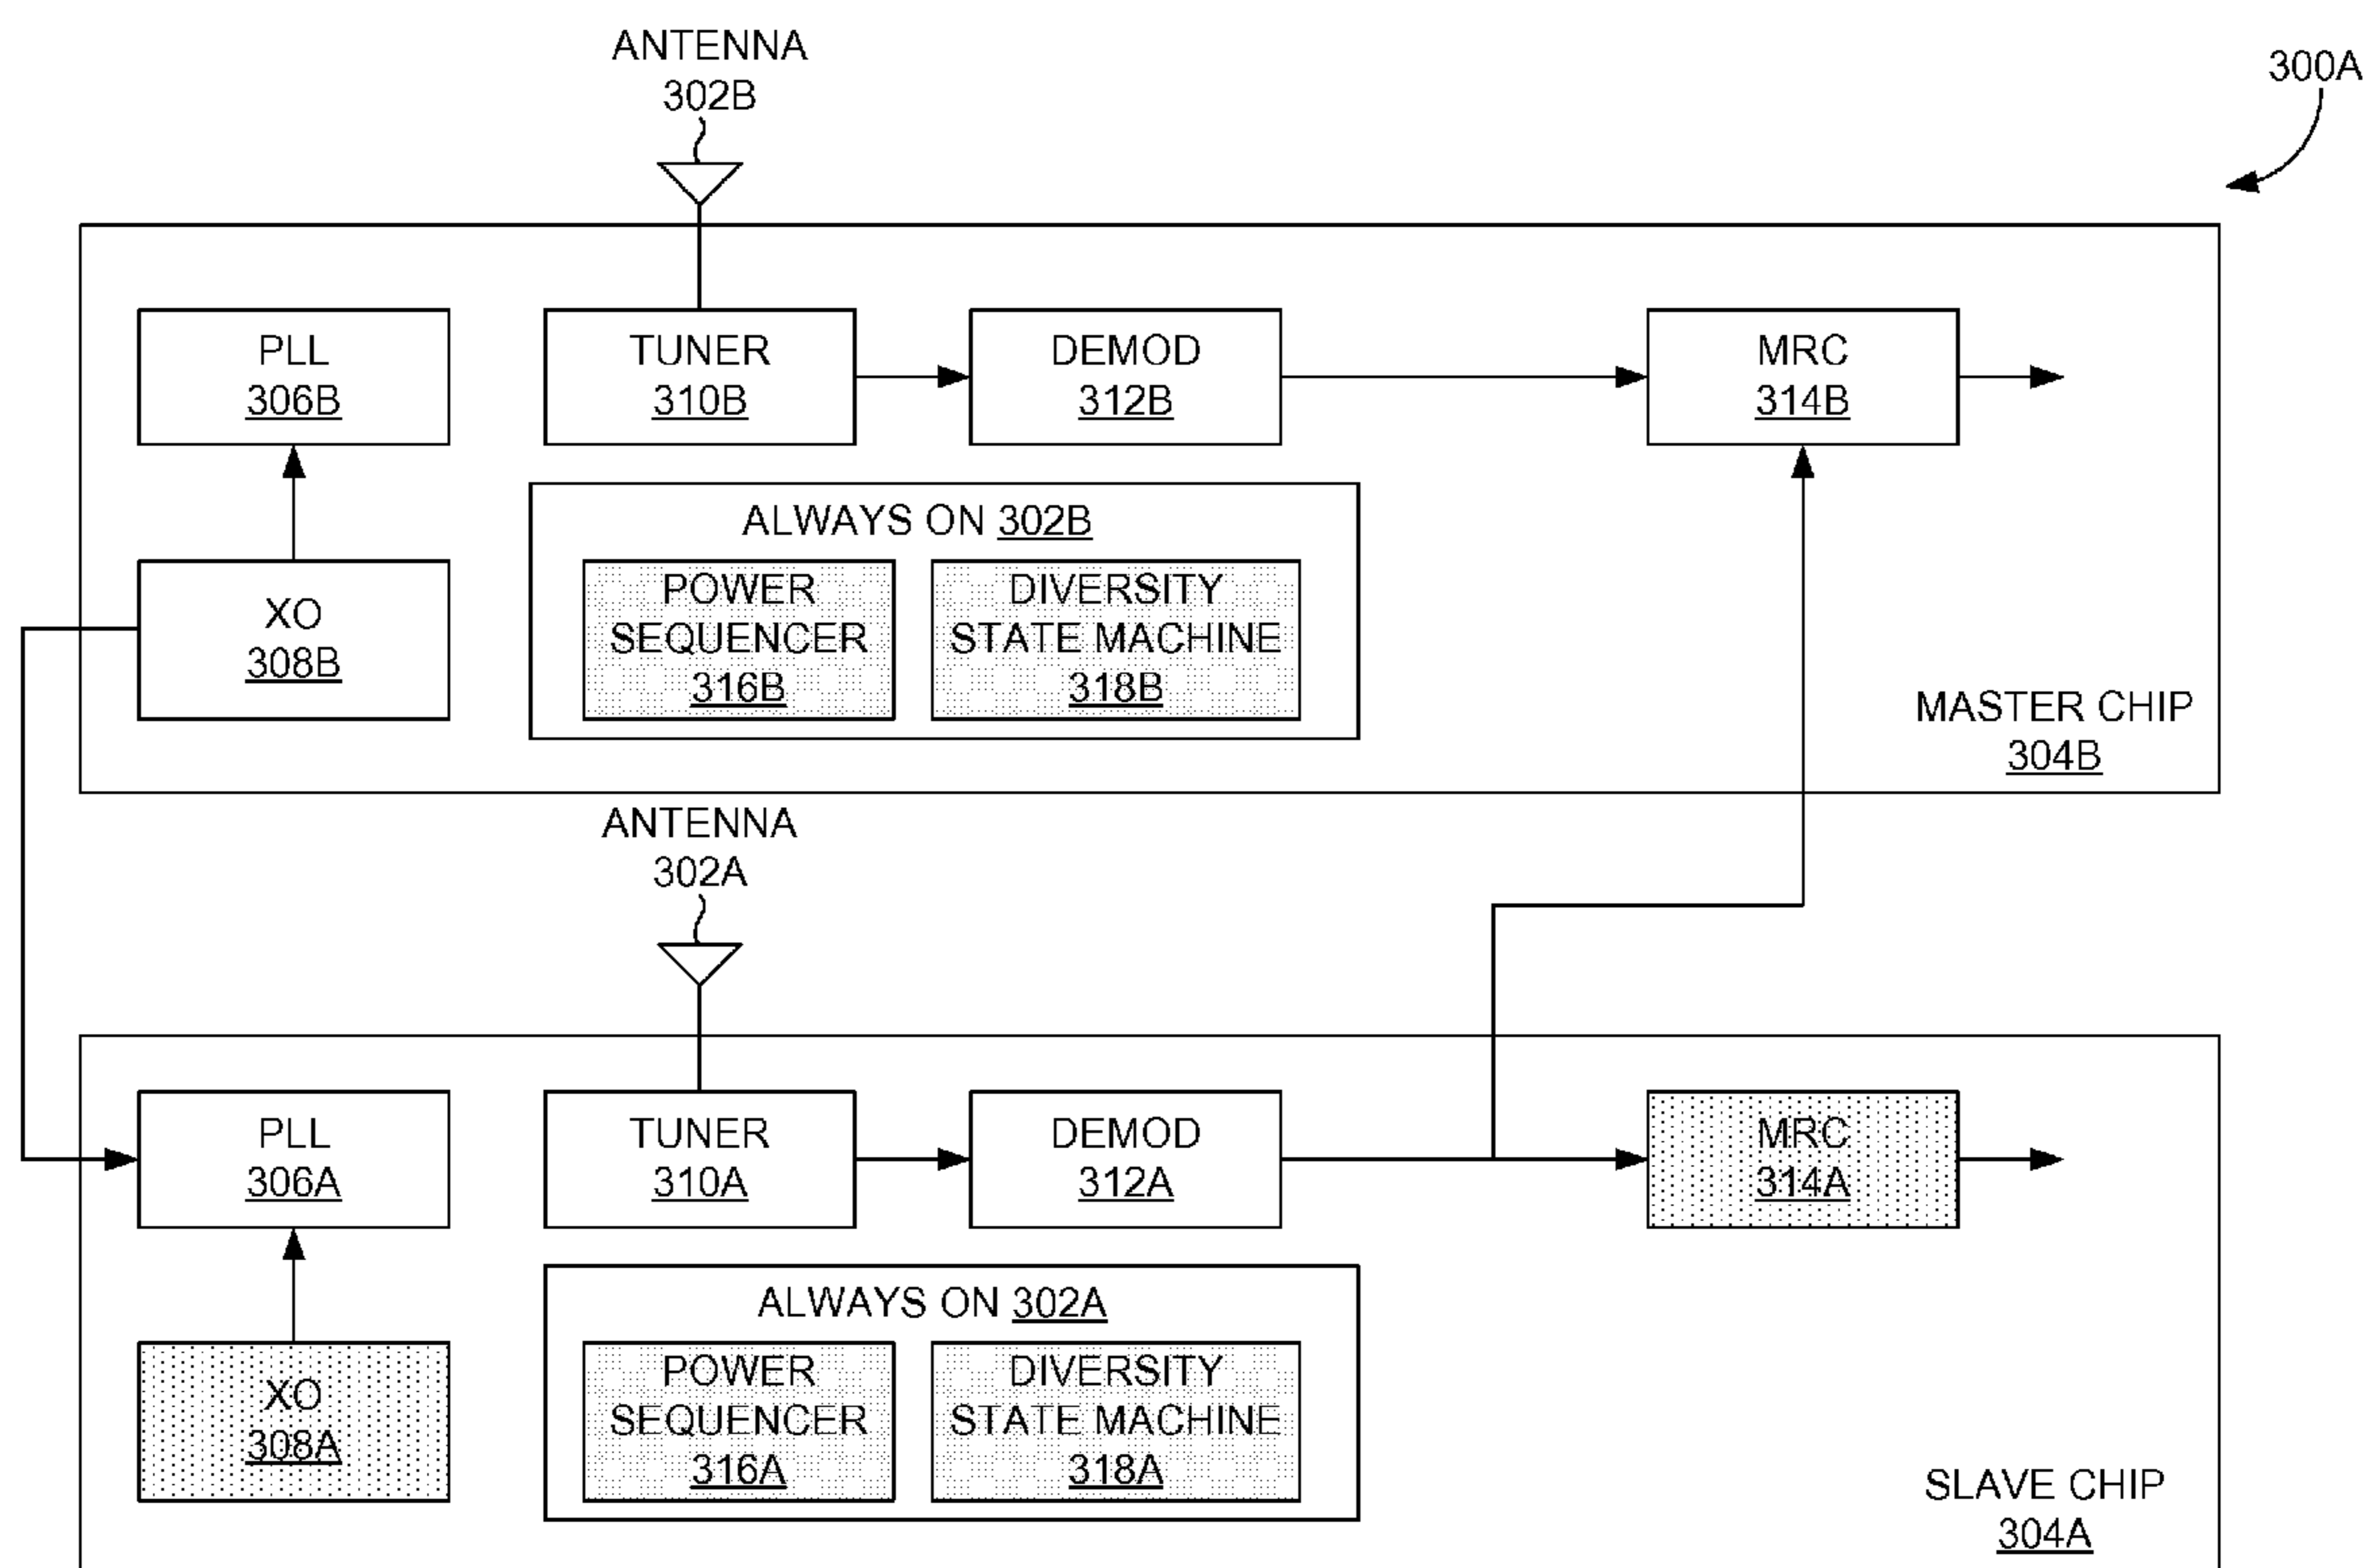 ANTENNA
302B
300A
PLL
306B
TUNER
310B
DEMOD
312B
MRC
314B
ALWAYS ON 302B
XO
308B
POWER
SEQUENCER
316B
DIVERSITY
STATE MACHINE
318B
MASTER CHIP
304B
ANTENNA
302A
PLL
306A
TUNER
310A
DEMOD
312A
MRC
314A
ALWAYS ON 302A
XO
308A
POWER
SEQUENCER
316A
DIVERSITY
STATE MACHINE
318A
SLAVE CHIP
304A